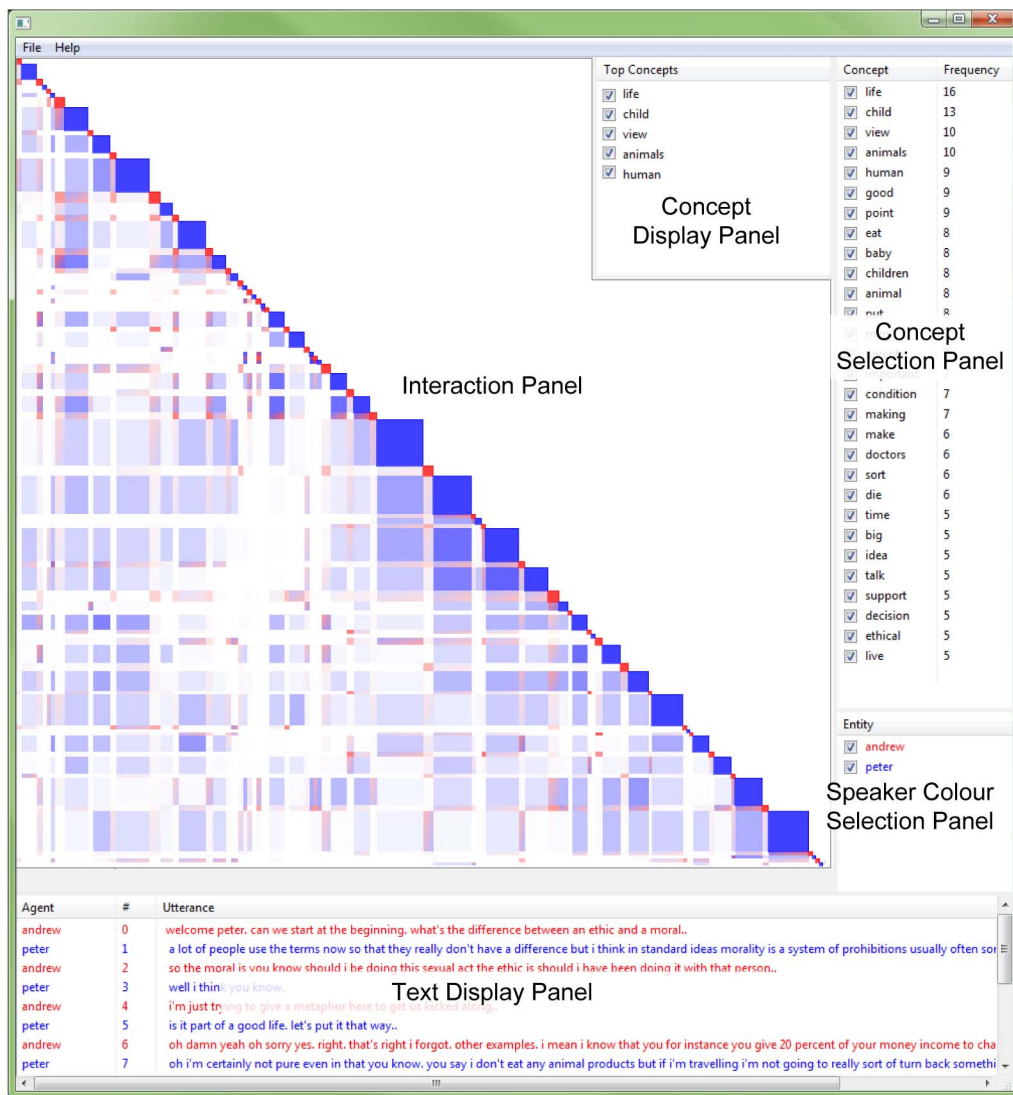 File Help
Top Concepts
life
child
view
animals
human
Concept
Display Panel
Concept Frequency
life 16
child 13
view 10
animals 10
human 9
good 9
point 9
eat 8
baby 8
children 8
animal 8
put 8
Concept
Selection Panel
condition 7
making 7
make 6
doctors 6
sort 6
die 6
time 5
big 5
idea 5
talk 5
support 5
decision 5
ethical 5
live 5
Interaction Panel
Entity
andrew
peter
Speaker Colour
Selection Panel
Agent # Utterance
andrew 0 welcome peter. can we start at the beginning. what's the difference between an ethic and a moral..
peter 1 a lot of people use the terms now so that they really don't have a difference but i think in standard ideas morality is a system of prohibitions usually often sor
andrew 2 so the moral is you know should i be doing this sexual act the ethic is should i have been doing it with that person..
peter 3 well i think you know.
andrew 4 i'm just trying to give a metaphor here to get us kicked along..
peter 5 is it part of a good life. let's put it that way..
andrew 6 oh damn yeah oh sorry yes. right. that's right i forgot. other examples. i mean i know that you for instance you give 20 percent of your money income to cha
peter 7 oh i'm certainly not pure even in that you know. you say i don't eat any animal products but if i'm travelling i'm not going to really sort of turn back somethi
Text Display Panel